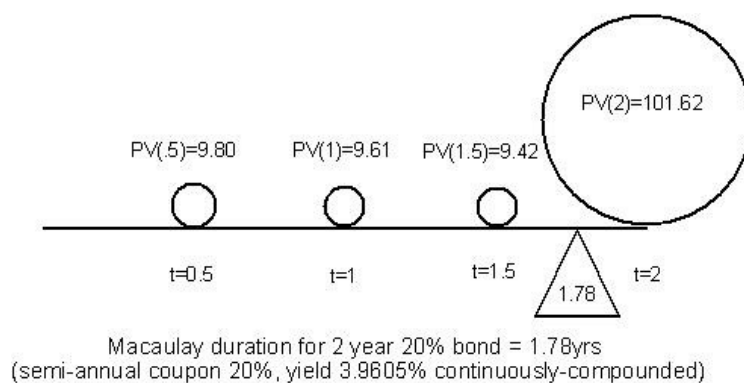 PV(2)=101.62
PV(.5)=9.80 PV(1)=9.61 PV(1.5)=9.42
t=0.5 t=1 t=1.5 1.78 t=2
Macaulay duration for 2 year 20% bond = 1.78yrs
(semi-annual coupon 20%, yield 3.9605% continuously-compounded)